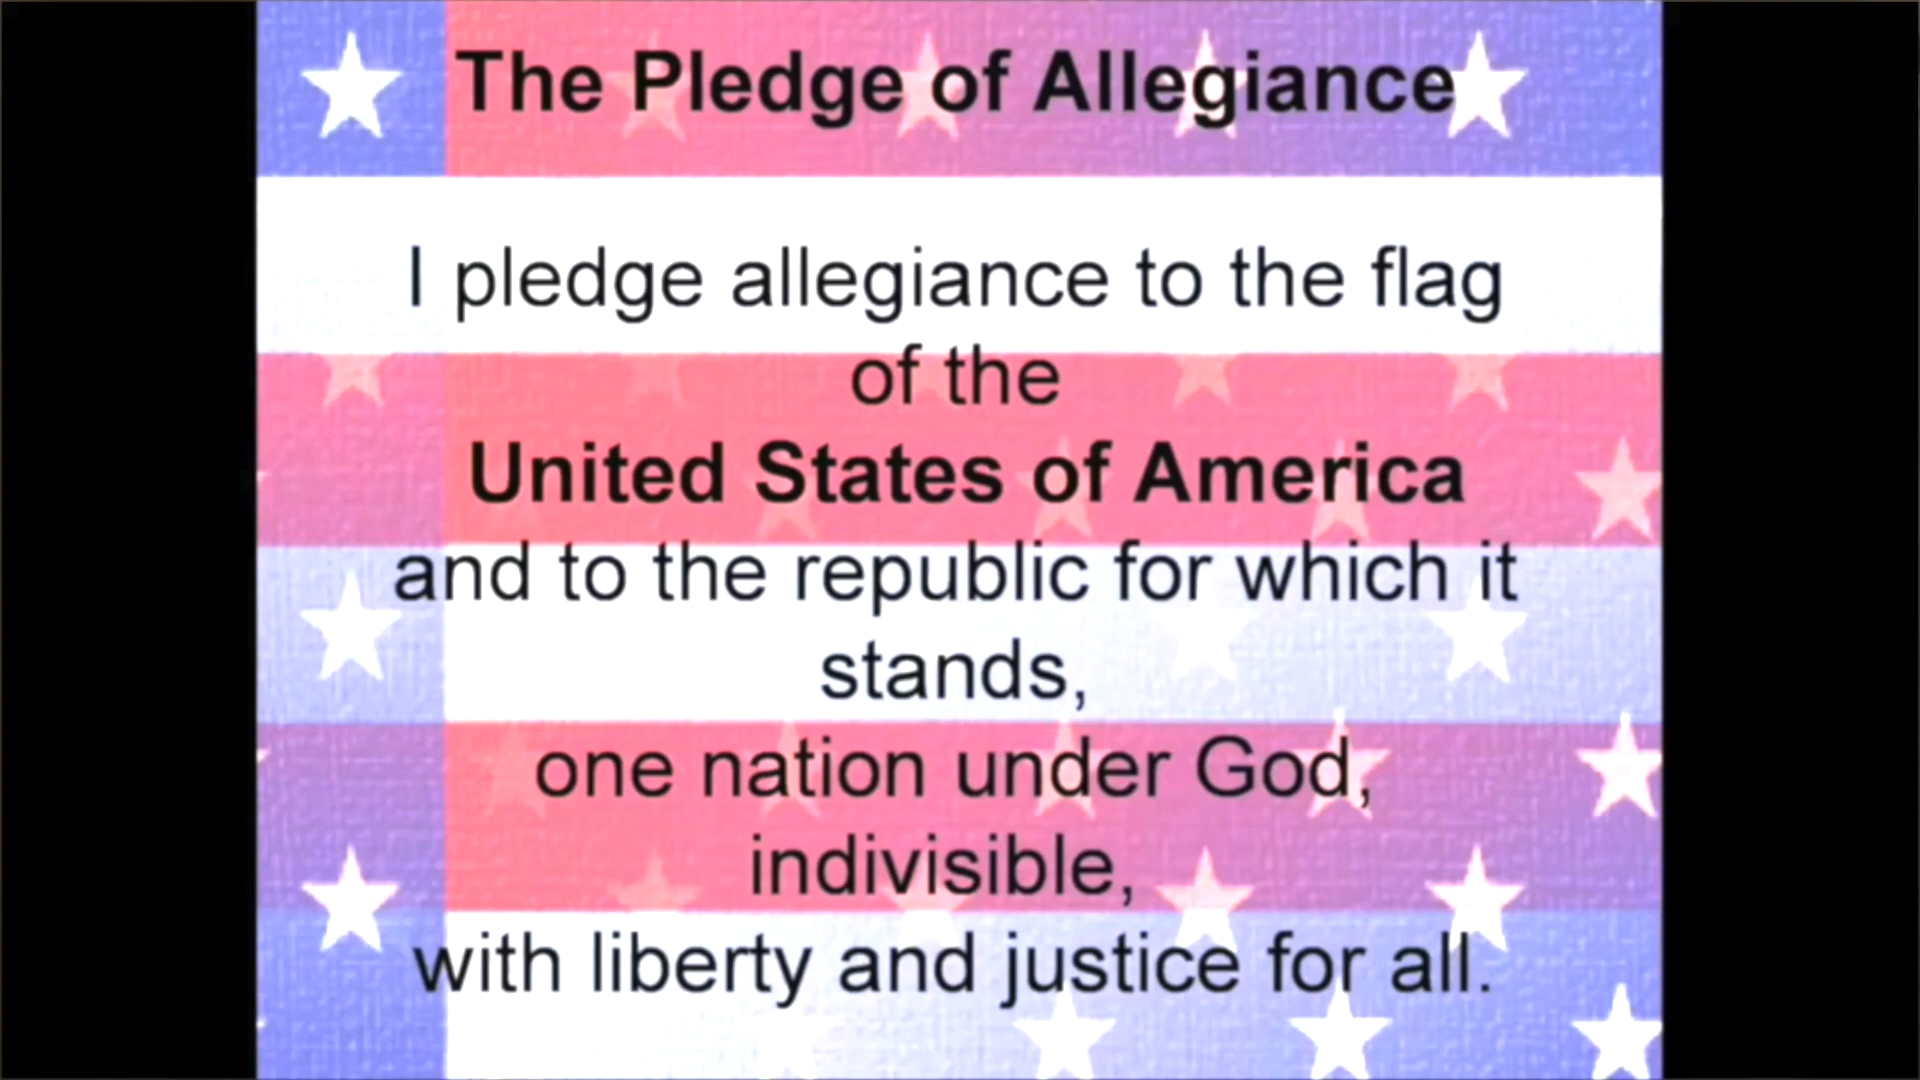 The Pledge of Allegiance
I pledge allegiance to the flag
of the
United States of America
and to the republic for which it
stands,
one nation under God,
indivisible,
with liberty and justice for all.